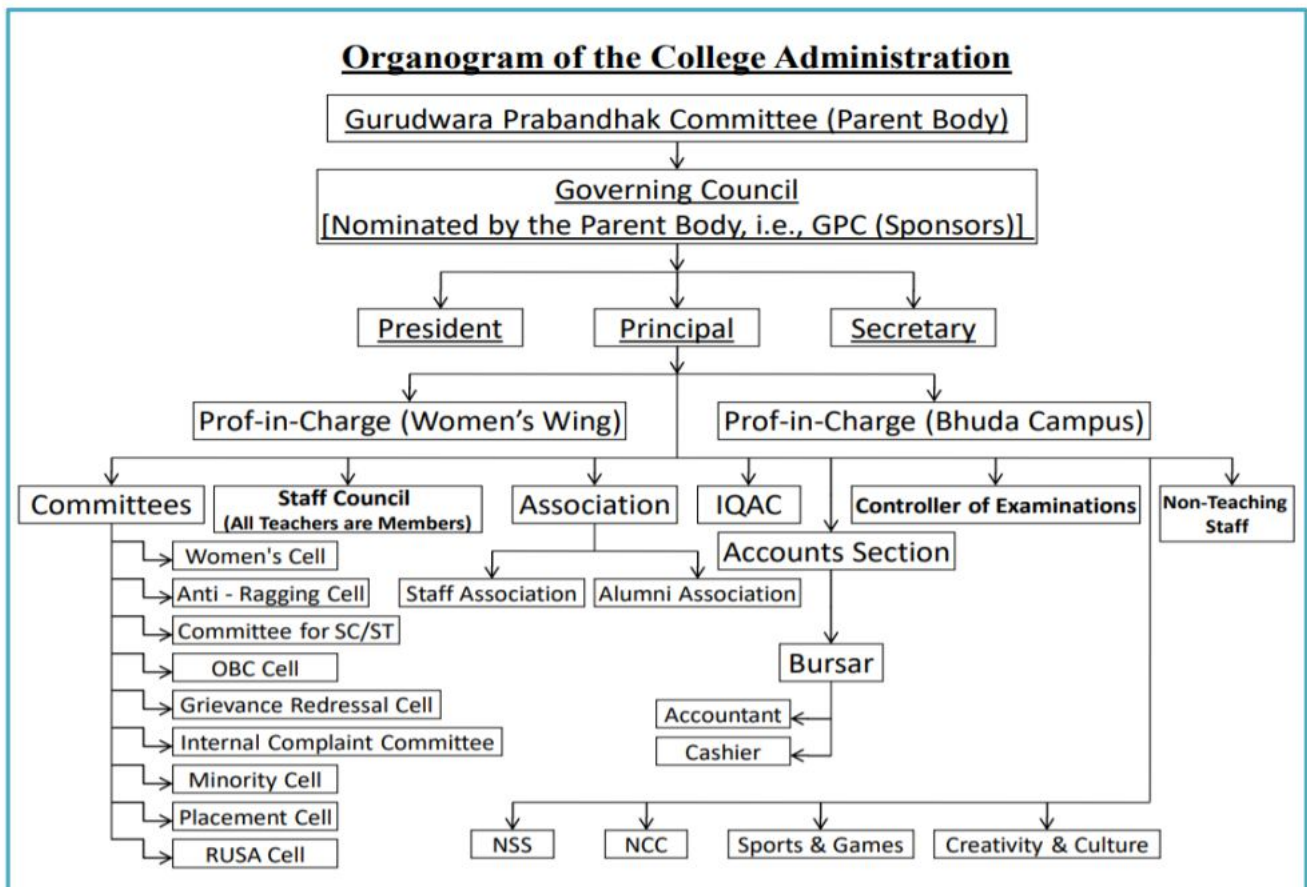 Organogram of the College Administration
Gurudwara Prabandhak Committee (Parent Body)
Governing Council
[Nominated by the Parent Body, i.e., GPC (Sponsors)]
President
Principal
Secretary
Prof-in-Charge (Women’s Wing)
Prof-in-Charge (Bhuda Campus)
Committees
Staff Council
(All Teachers are Members)
Association
IQAC
Controller of Examinations
Non-Teaching
Staff
Accounts Section
Women's Cell
Anti - Ragging Cell
Committee for SC/ST
OBC Cell
Grievance Redressal Cell
Internal Complaint Committee
Minority Cell
Placement Cell
RUSA Cell
Staff Association
Alumni Association
Bursar
Accountant
Cashier
NSS
NCC
Sports & Games
Creativity & Culture